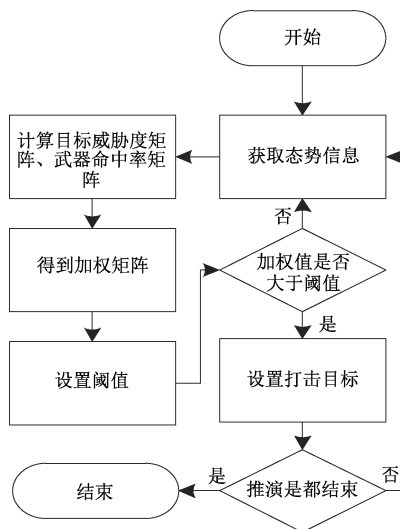 开始
获取态势信息
计算目标威胁度矩
阵、武器命中率矩
阵
得到加权矩阵
设置阈值
否
加权值是否
大于阈值
是
设置打击目标
推演是都结束
是
否
结束